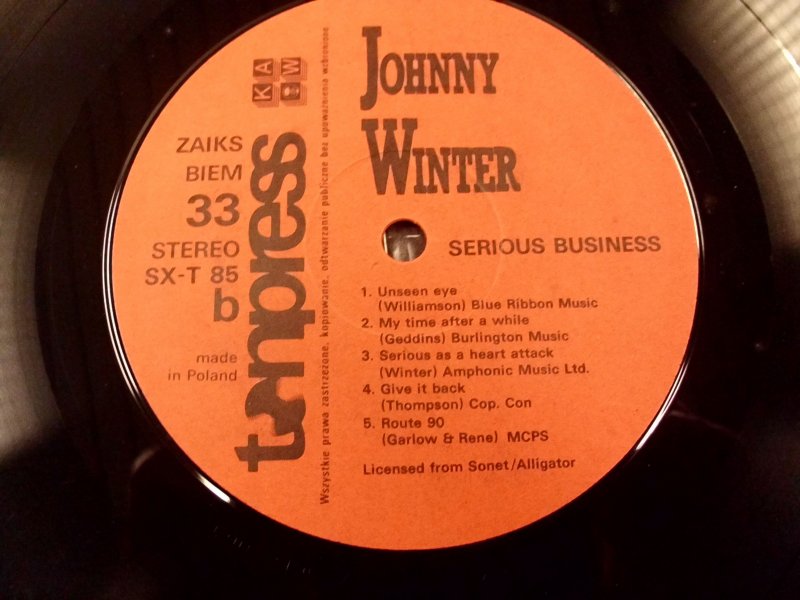 JOHNNY
WINTER
SERIOUS BUSINESS
1. Unseen eye
(Williamson) Blue Ribbon Music
2. My time after a while
(Geddins) Burlington Music
3. Serious as a heart attack
(Winter) Amphonic Music Ltd.
4. Give it back
(Thompson) Cop. Con
5. Route 90
(Garlow & Rene) MCPS
Licensed from Sonet/Alligator
ZAIKS
BIEM
33
STEREO
SX-T 85
b
made
in Poland
tonpress
KAW
Wszystkie prawa zastrzeżone, kopiowanie, odtwarzanie publiczne bez upoważnienia wzbronione